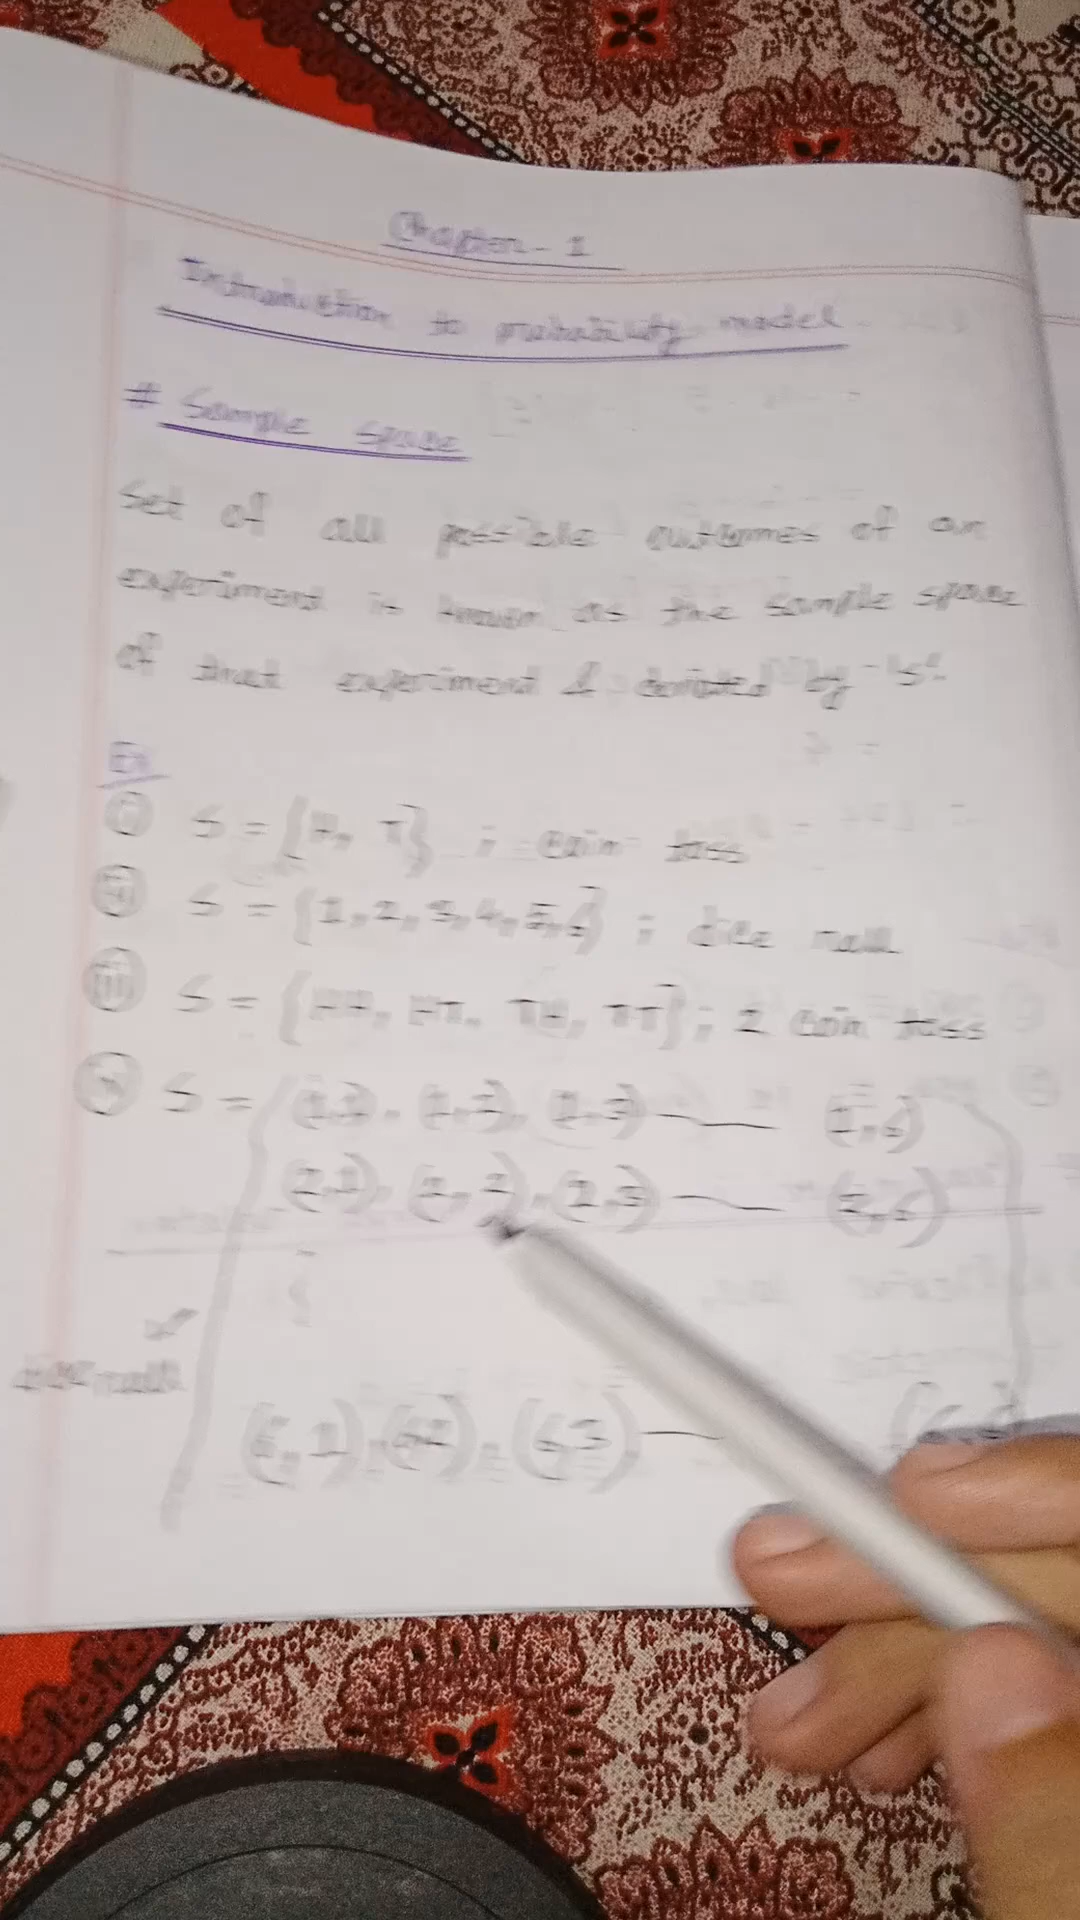 Chapter - 1
Introduction to probability model
# Sample space
Set of all possible outcomes of an
experiment is known as the sample space
of that experiment & denoted by 'S'.
Ex
(i) S = {H, T} ; coin toss
(ii) S = {1, 2, 3, 4, 5, 6} ; dice roll
(iii) S = {HH, HT, TH, TT} ; 2 coin toss
S = (1,1), (1,2), (1,3) — (1,6)
(2,1), (2,2), (2,3) — (2,6)
roll
(6,1), (6,2), (6,3) —